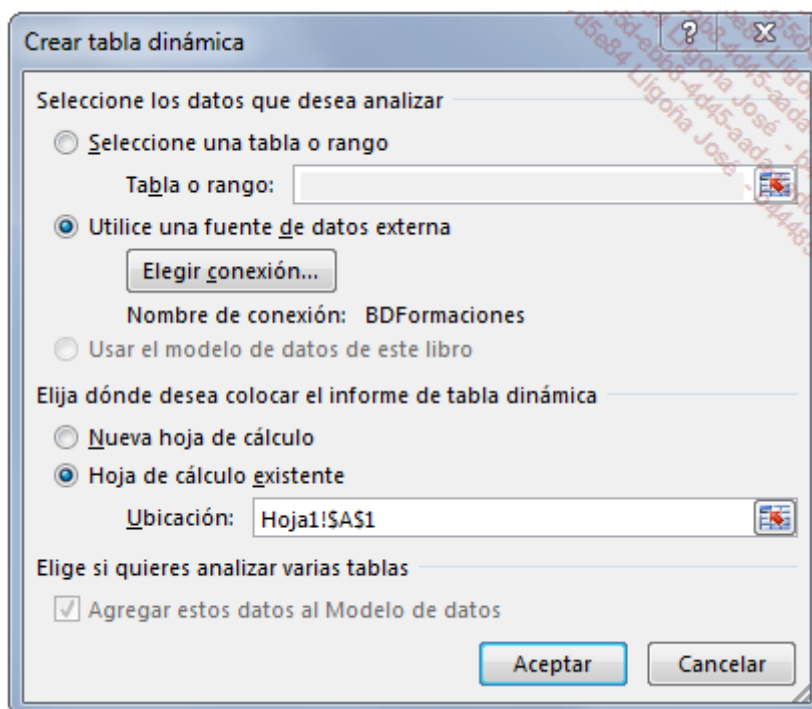 Crear tabla dinámica
?
Seleccione los datos que desea analizar
Seleccione una tabla o rango
Tabla o rango:
Utilice una fuente de datos externa
Elegir conexión...
Nombre de conexión: BDFormaciones
Usar el modelo de datos de este libro
Elija dónde desea colocar el informe de tabla dinámica
Nueva hoja de cálculo
Hoja de cálculo existente
Ubicación: Hoja1!$A$1
Elige si quieres analizar varias tablas
Agregar estos datos al Modelo de datos
Aceptar Cancelar
Lligoña José